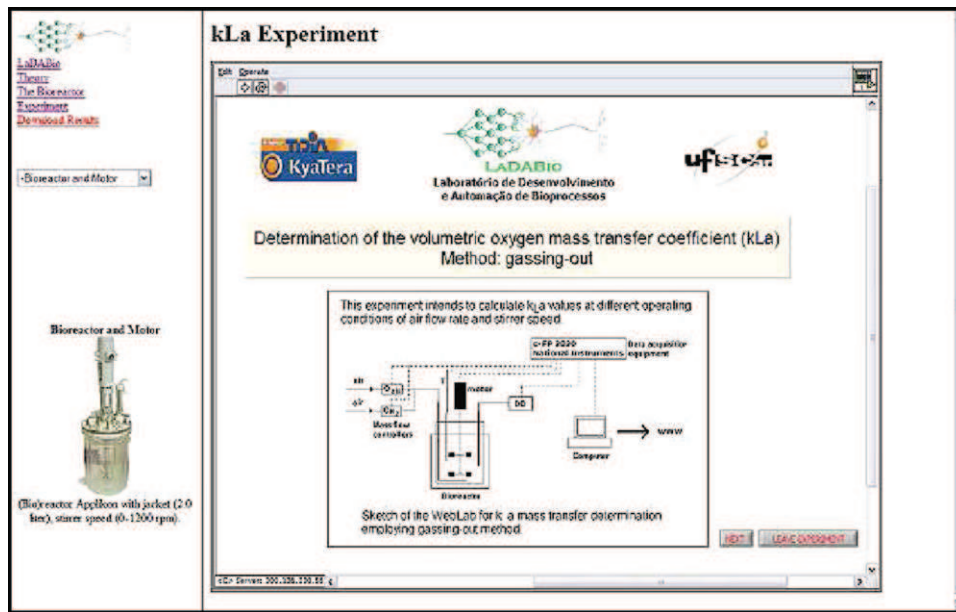 LaDABio
Theory
The Bioreactor
Experiment
Download Results
-Bioreactor and Motor
Bioreactor and Motor
(Bio)reactor Applikon with jacket (2.0
liter), stirrer speed (0-1200 rpm).
kLa Experiment
Edit Operate
KyaTera
LADABIO
Laboratório de Desenvolvimento
e Automação de Bioprocessos
ufscar
Determination of the volumetric oxygen mass transfer coefficient (kLa)
Method: gassing-out
This experiment intends to calculate kLa values at different operating
conditions of air flow rate and stirrer speed
c-FP 2020
National Instruments
Data acquisition
equipment
air
air
T
motor
DO
Mass flow
controllers
Computer
www
Bioreactor
Sketch of the WebLab for k a mass transfer determination
employing gassing-out method
NEXT
LEAVE EXPERIMENT